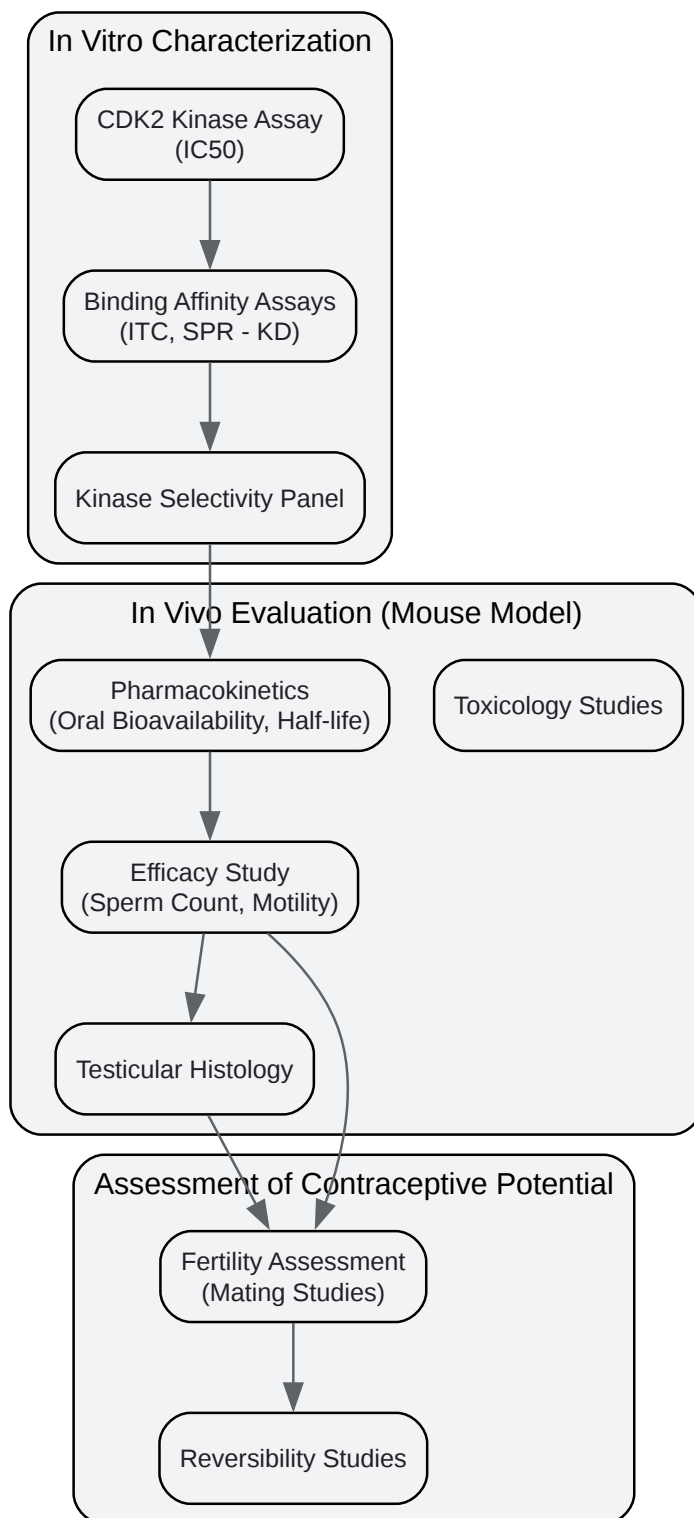 In Vitro Characterization
CDK2 Kinase Assay
(IC50)
Binding Affinity Assays
(ITC, SPR - KD)
Kinase Selectivity Panel
In Vivo Evaluation (Mouse Model)
Pharmacokinetics
(Oral Bioavailability, Half-life)
Toxicology Studies
Efficacy Study
(Sperm Count, Motility)
Testicular Histology
Assessment of Contraceptive Potential
Fertility Assessment
(Mating Studies)
Reversibility Studies